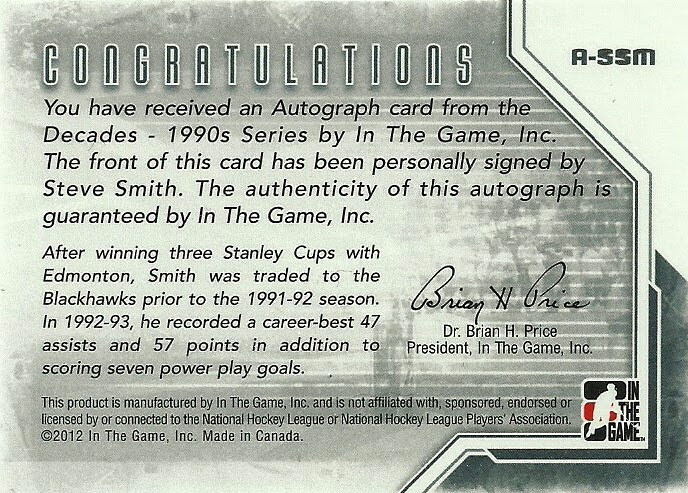 CONGRATULATIONS
A-SSM
You have received an Autograph card from the
Decades - 1990s Series by In The Game, Inc.
The front of this card has been personally signed by
Steve Smith. The authenticity of this autograph is
guaranteed by In The Game, Inc.
After winning three Stanley Cups with
Edmonton, Smith was traded to the
Blackhawks prior to the 1991-92 season.
In 1992-93, he recorded a career-best 47
assists and 57 points in addition to
scoring seven power play goals.
Brian H Price
Dr. Brian H. Price
President, In The Game, Inc.
This product is manufactured by In The Game, Inc. and is not affiliated with, sponsored, endorsed or
licensed by or connected to the National Hockey League or National Hockey League Players' Association.
©2012 In The Game, Inc. Made in Canada.
IN
THE
GAME™